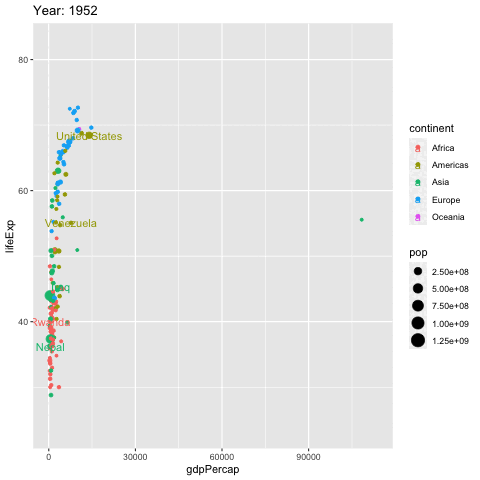 Year: 1952
80
60
40
lifeExp
United States
Venezuela
Iraq
Rwanda
Nepal
0
30000
60000
90000
gdpPercap
continent
Africa
Americas
Asia
Europe
Oceania
pop
2.50e+08
5.00e+08
7.50e+08
1.00e+09
1.25e+09